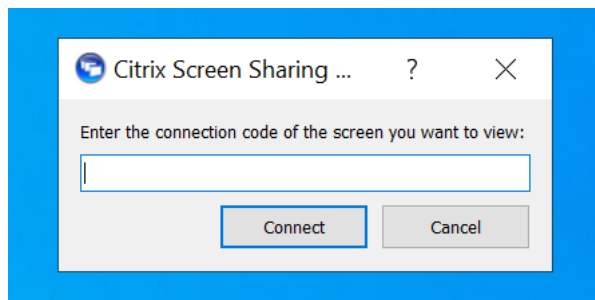 Citrix Screen Sharing ...
Enter the connection code of the screen you want to view:
Connect
Cancel